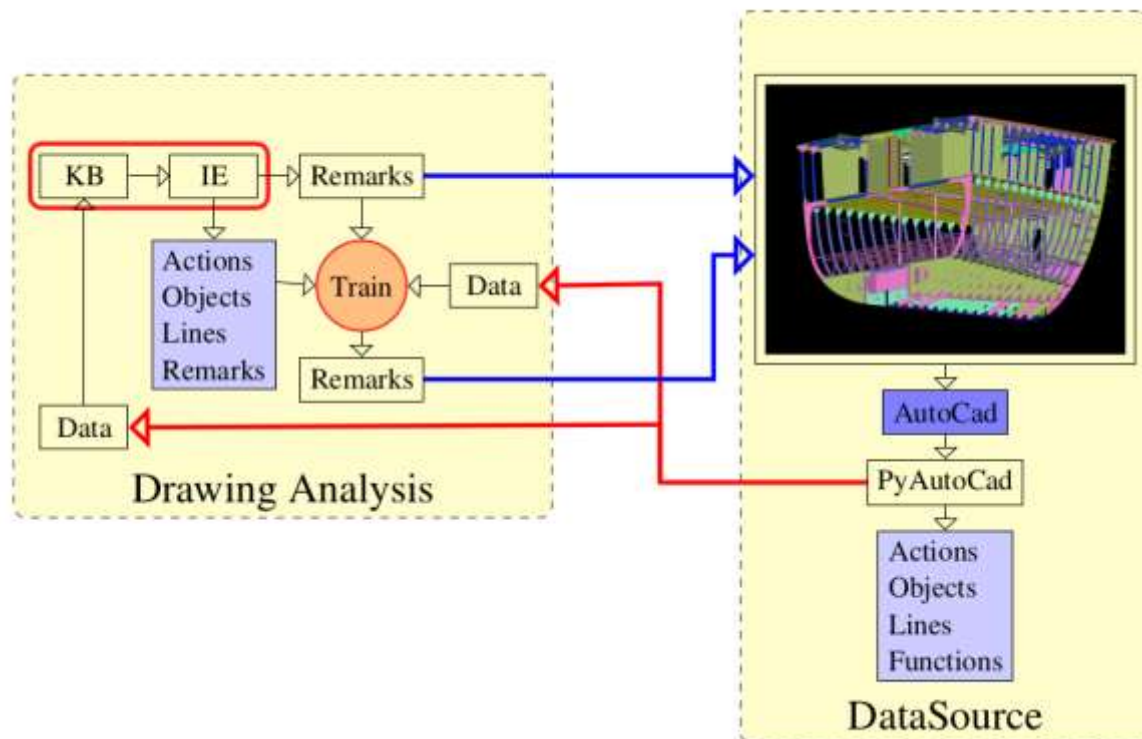 KB
IE
Remarks
Actions
Objects
Lines
Remarks
Train
Data
Remarks
Data
Drawing Analysis
AutoCad
PyAutoCad
Actions
Objects
Lines
Functions
DataSource